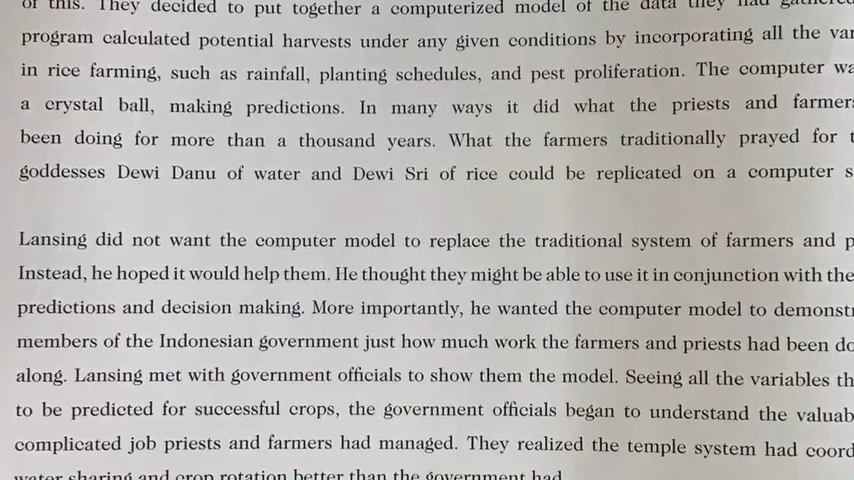 of this. They decided to put together a computerized model of the data they had gathered
program calculated potential harvests under any given conditions by incorporating all the
in rice farming, such as rainfall, planting schedules, and pest proliferation. The computer
a crystal ball, making predictions. In many ways it did what the priests and farmers
been doing for more than a thousand years. What the farmers traditionally prayed for
goddesses Dewi Danu of water and Dewi Sri of rice could be replicated on a computer
Lansing did not want the computer model to replace the traditional system of farmers and
Instead, he hoped it would help them. He thought they might be able to use it in conjunction with
predictions and decision making. More importantly, he wanted the computer model to
members of the Indonesian government just how much work the farmers and priests had been
along. Lansing met with government officials to show them the model. Seeing all the variables
to be predicted for successful crops, the government officials began to understand the
complicated job priests and farmers had managed. They realized the temple system had
water sharing and crop rotation better than the government had.